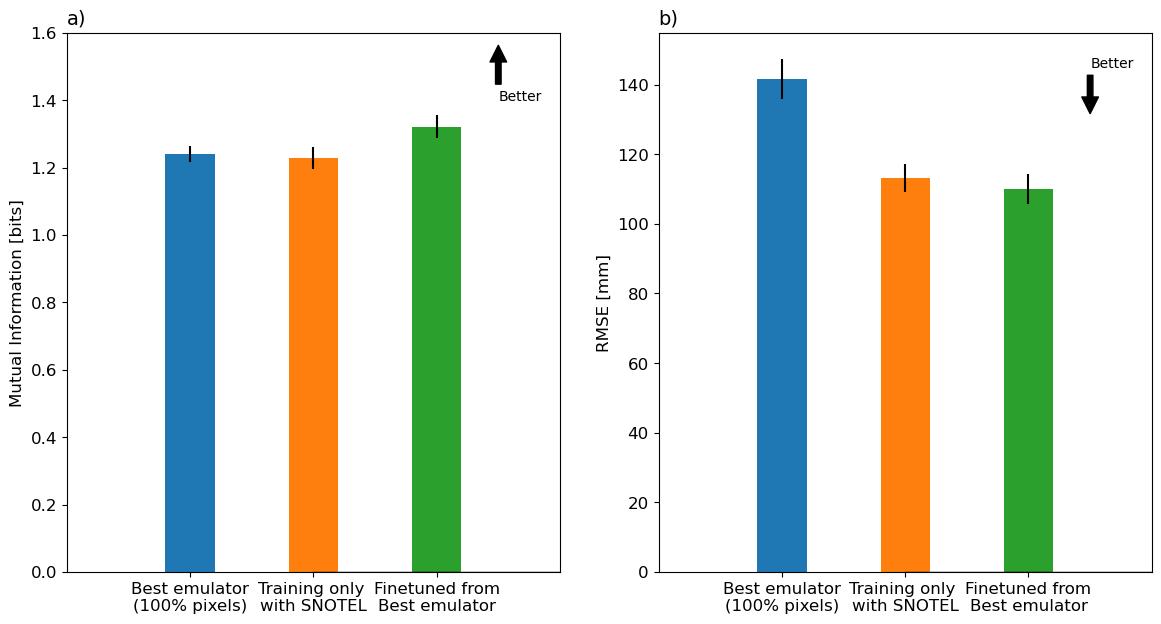 a)
1.6
1.4
1.2
1.0
0.8
0.6
0.4
0.2
0.0
Mutual Information [bits]
Better
Best emulator
(100% pixels)
Training only
with SNOTEL
Finetuned from
Best emulator
b)
140
120
100
80
60
40
20
0
RMSE [mm]
Better
Best emulator
(100% pixels)
Training only
with SNOTEL
Finetuned from
Best emulator